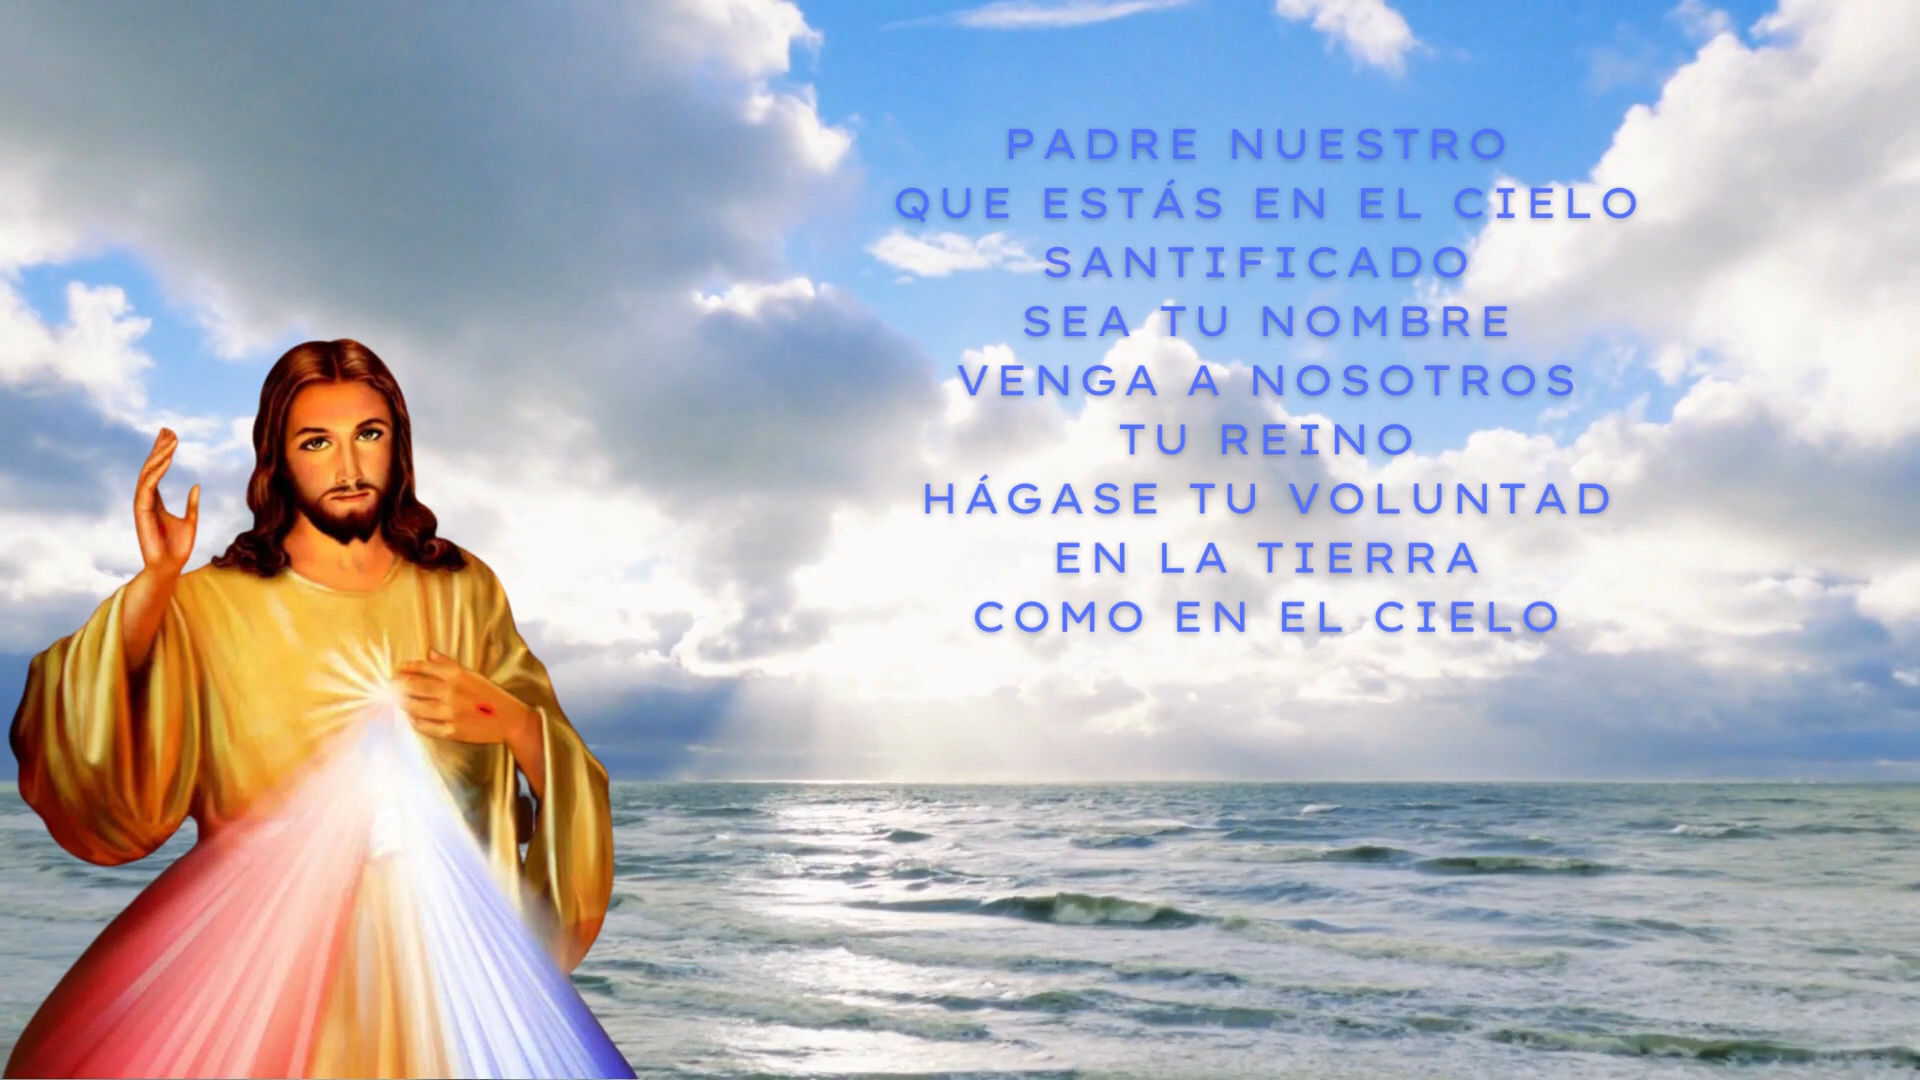 PADRE NUESTRO
QUE ESTÁS EN EL CIELO
SANTIFICADO
SEA TU NOMBRE
VENGA A NOSOTROS
TU REINO
HÁGASE TU VOLUNTAD
EN LA TIERRA
COMO EN EL CIELO